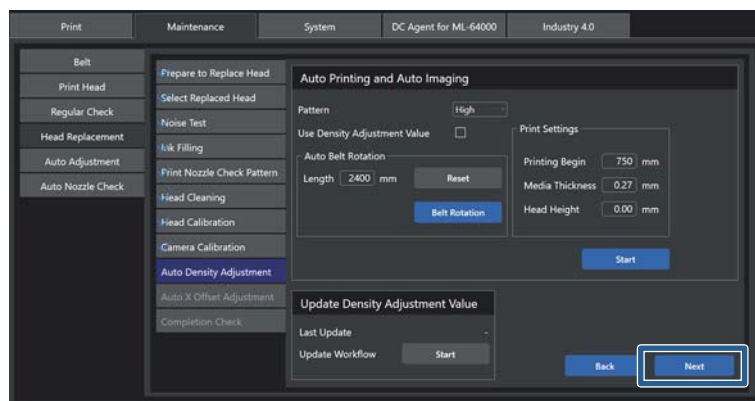 Print Maintenance System DC Agent for ML-64000 Industry 4.0
Belt
Print Head
Regular Check
Head Replacement
Auto Adjustment
Auto Nozzle Check
Prepare to Replace Head
Select Replaced Head
Noise Test
Ink Filling
Print Nozzle Check Pattern
Head Cleaning
Head Calibration
Camera Calibration
Auto Density Adjustment
Auto X Offset Adjustment
Completion Check
Auto Printing and Auto Imaging
Pattern High
Use Density Adjustment Value
Auto Belt Rotation
Length 2400 mm Reset
Belt Rotation
Print Settings
Printing Begin 750 mm
Media Thickness 0.27 mm
Head Height 0.00 mm
Start
Update Density Adjustment Value
Last Update -
Update Workflow Start
Back Next